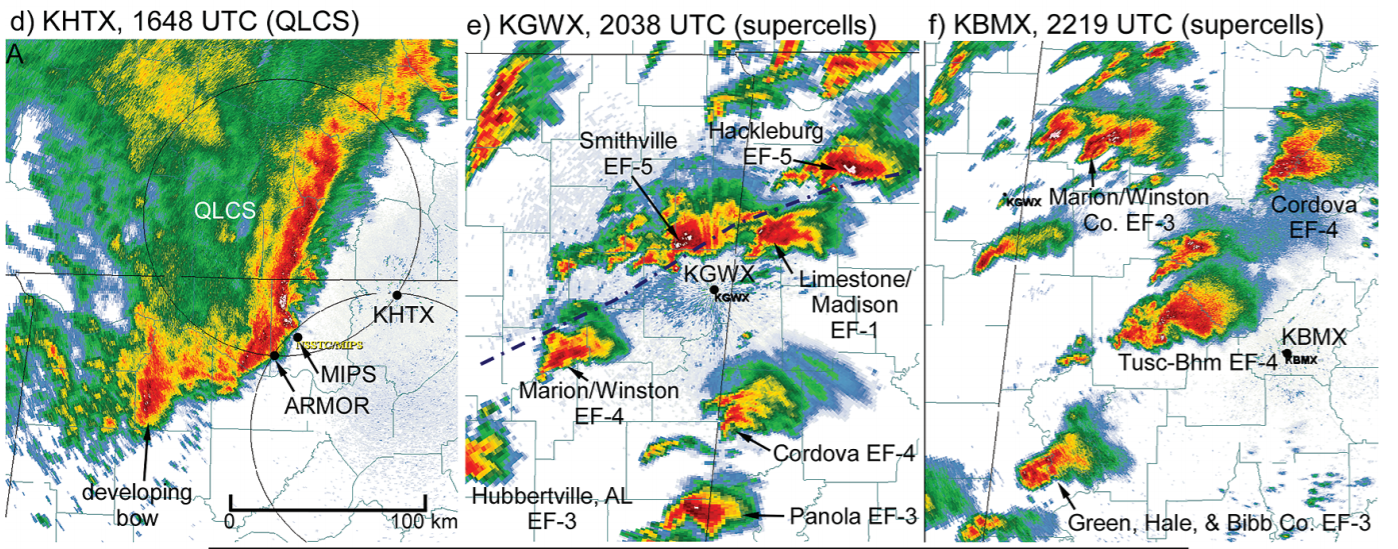 d) KHTX, 1648 UTC (QLCS)
A
QLCS
KHTX
NSSTC/MIPS
MIPS
ARMOR
developing
bow
0 100 km
e) KGWX, 2038 UTC (supercells)
Smithville
EF-5
Hackleburg
EF-5
KGWX
KGWX
Limestone/
Madison
EF-1
Marion/Winston
EF-4
Cordova EF-4
Hubbertville, AL
EF-3
Panola EF-3
f) KBMX, 2219 UTC (supercells)
KGWX
Marion/Winston
Co. EF-3
Cordova
EF-4
KBMX
KBMX
Tusc-Bhm EF-4
Green, Hale, & Bibb Co. EF-3